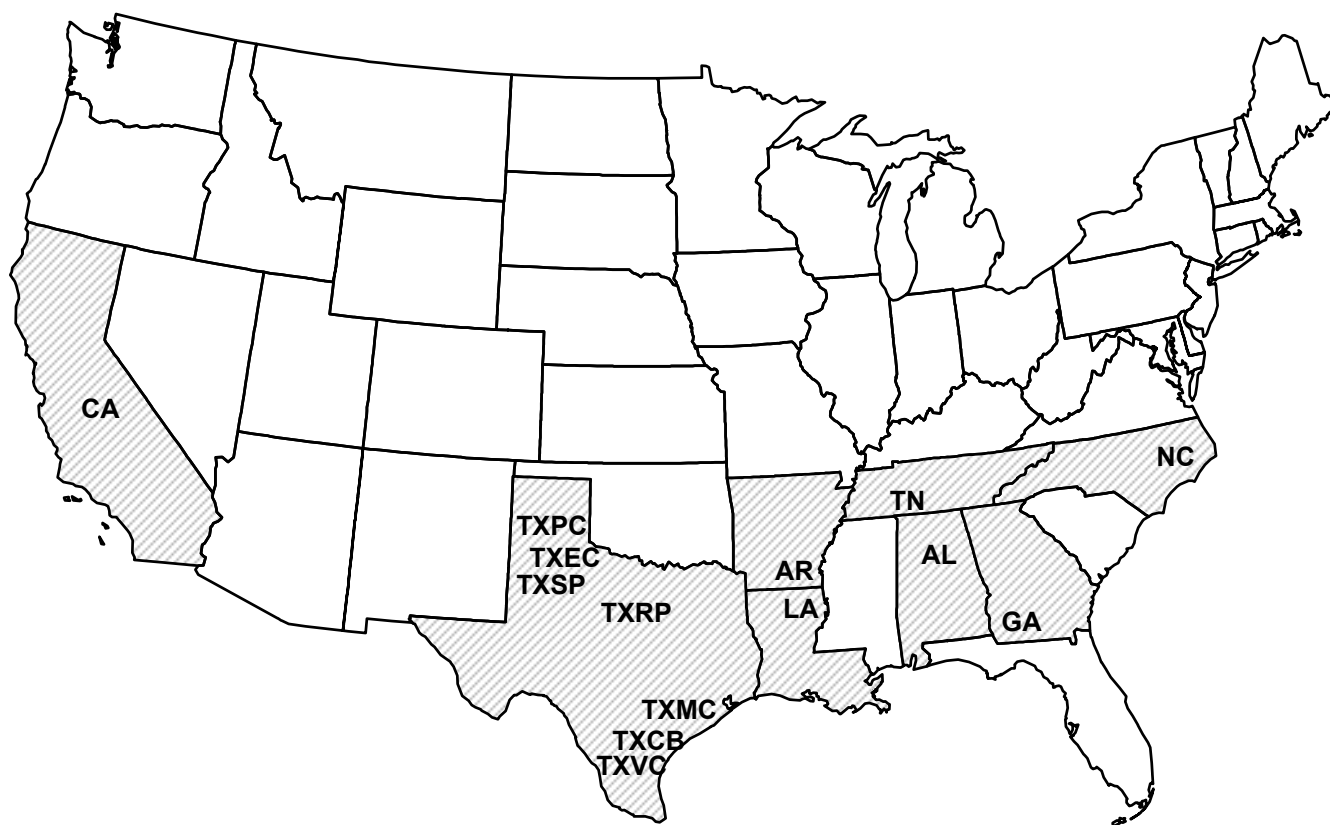 CA
NC
TN
TXPC
TXEC
AL
AR
TXSP
LA
TXRP
GA
TXMC
TXCB
TXVC